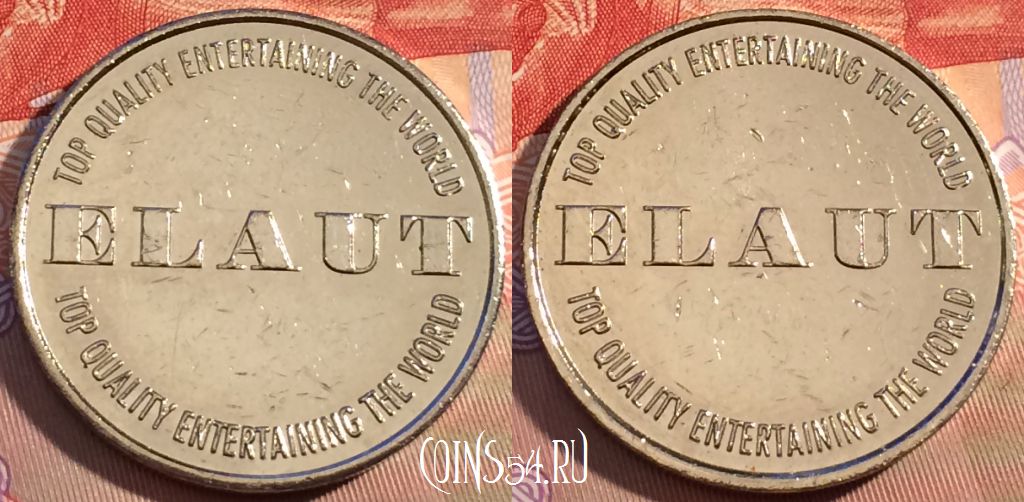 TOP QUALITY ENTERTAINING THE WORLD
ELAUT
TOP QUALITY ENTERTAINING THE WORLD
TOP QUALITY ENTERTAINING THE WORLD
ELAUT
TOP QUALITY ENTERTAINING THE WORLD
COINS54.RU